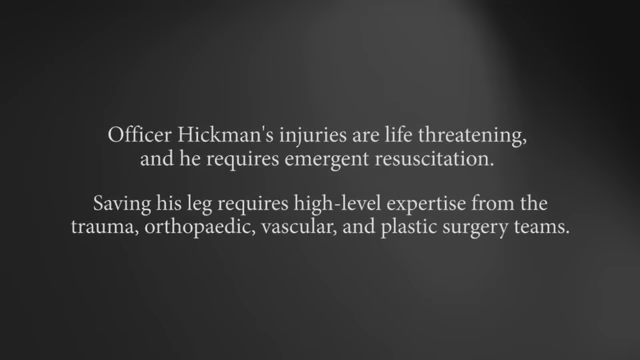 Officer Hickman's injuries are life threatening,
and he requires emergent resuscitation.
Saving his leg requires high-level expertise from the
trauma, orthopaedic, vascular, and plastic surgery teams.